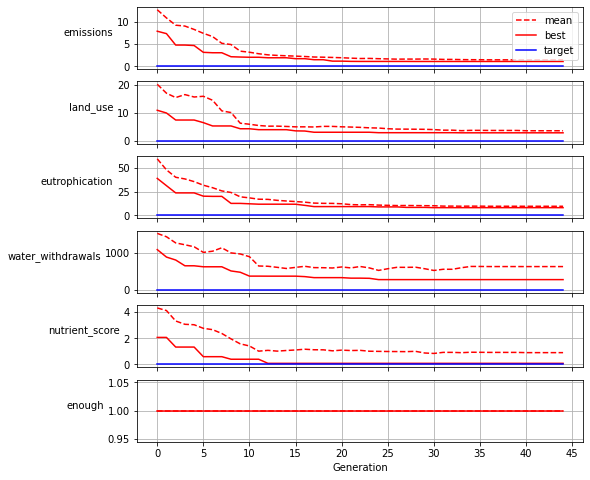 emissions
10
5
0
mean
best
target
land_use
20
10
0
eutrophication
50
25
0
water_withdrawals
1000
0
nutrient_score
4
2
0
enough
1.05
1.00
0.95
0 5 10 15 20 25 30 35 40 45
Generation